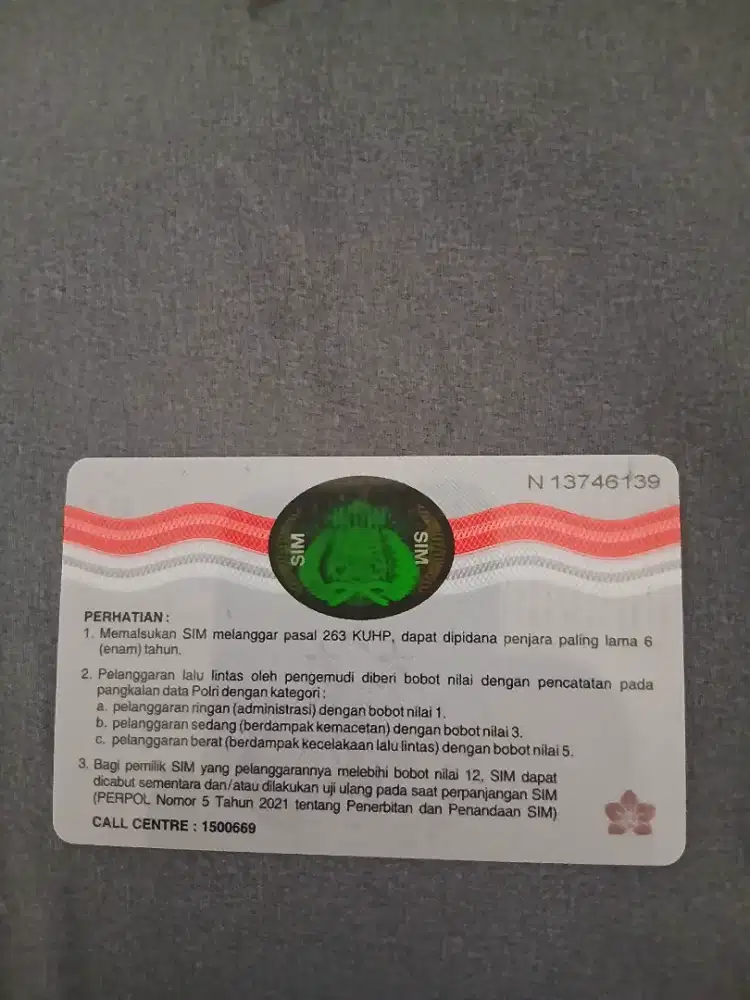 N 13746139
SIM SIM
PERHATIAN :
1. Memalsukan SIM melanggar pasal 263 KUHP, dapat dipidana penjara paling lama 6
(enam) tahun.
2. Pelanggaran lalu lintas oleh pengemudi diberi bobot nilai dengan pencatatan pada
pangkalan data Polri dengan kategori :
a. pelanggaran ringan (administrasi) dengan bobot nilai 1.
b. pelanggaran sedang (berdampak kemacetan) dengan bobot nilai 3.
c. pelanggaran berat (berdampak kecelakaan lalu lintas) dengan bobot nilai 5.
3. Bagi pemilik SIM yang pelanggarannya melebihi bobot nilai 12, SIM dapat
dicabut sementara dan/atau dilakukan uji ulang pada saat perpanjangan SIM
(PERPOL Nomor 5 Tahun 2021 tentang Penerbitan dan Penandaan SIM)
CALL CENTRE : 1500669